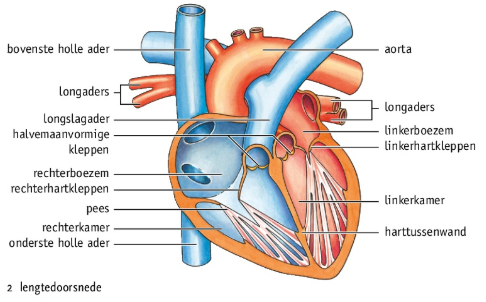 bovenste holle ader
aorta
longaders
longaders
longslagader
halvemaanvormige
kleppen
linkerboezem
linkerhartkleppen
rechterboezem
rechterhartkleppen
pees
linkerkamer
rechterkamer
onderste holle ader
harttussenwand
2 lengtedoorsnede